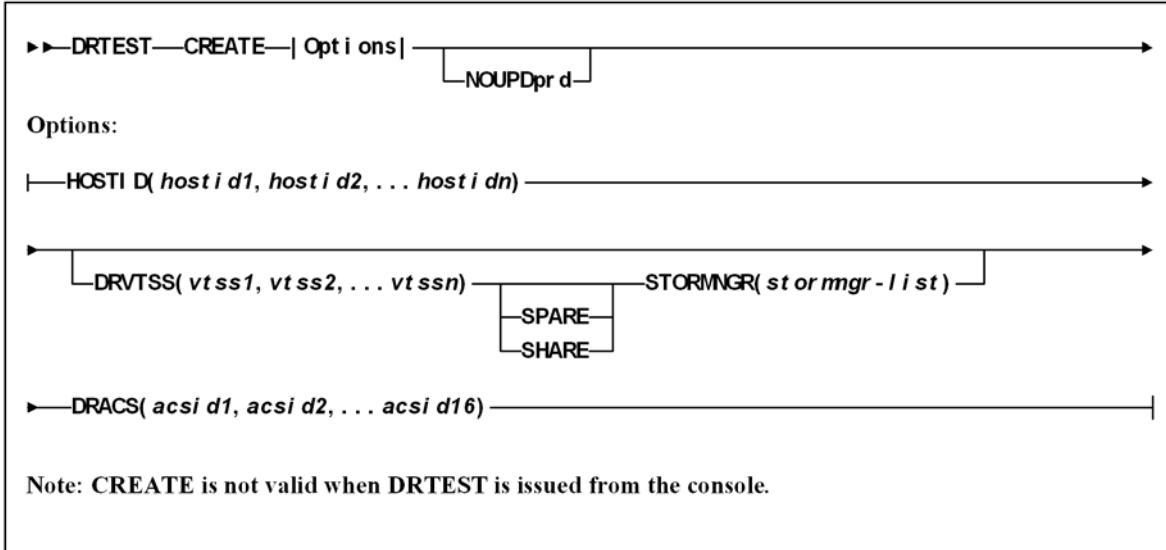 DRTEST CREATE |Options|
NOUPDprd
Options:
HOSTID(hostid1, hostid2, ... hostidn)
DRVTSS(vtss1, vtss2, ... vtssn) STORMNGR(stormngr-list)
SPARE
SHARE
DRACS(acsid1, acsid2, ... acsid16)
Note: CREATE is not valid when DRTEST is issued from the console.